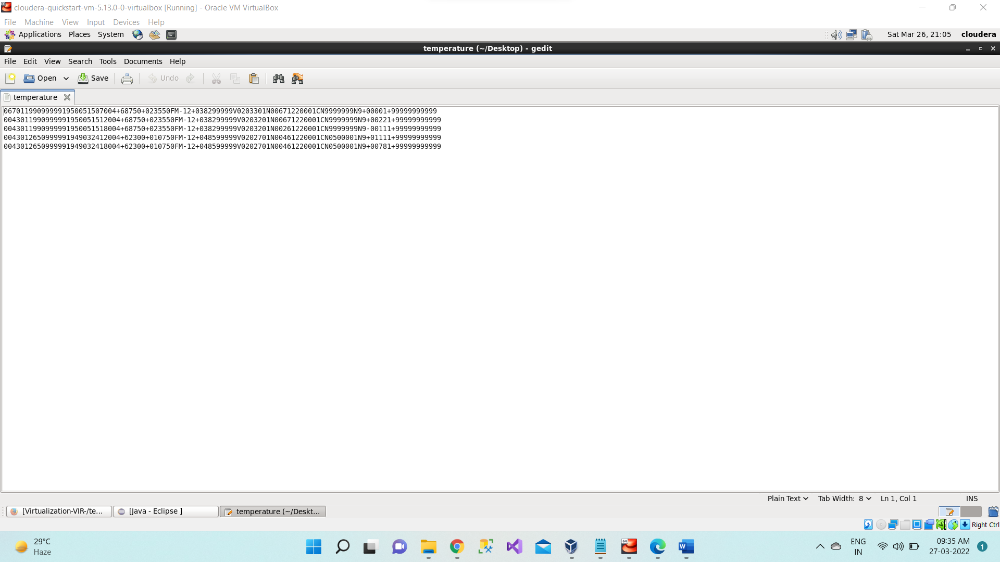 cloudera-quickstart-vm-5.13.0-0-virtualbox [Running] - Oracle VM VirtualBox
File Machine View Input Devices Help
Applications Places System Sat Mar 26, 21:05 cloudera
temperature (~/Desktop) - gedit
File Edit View Search Tools Documents Help
Open Save Undo
temperature
0670119909999991950051507004+68750+023550FM-12+038299999V0203301N00671220001CN9999999N9+00001+99999999999
0043011990999991950051512004+68750+023550FM-12+038299999V0203201N00671220001CN9999999N9+00221+99999999999
0043011990999991950051518004+68750+023550FM-12+038299999V0203201N00261220001CN9999999N9-00111+99999999999
0043012650999991949032412004+62300+010750FM-12+048599999V0202701N00461220001CN0500001N9+01111+99999999999
0043012650999991949032418004+62300+010750FM-12+048599999V0202701N00461220001CN0500001N9+00781+99999999999
Plain Text Tab Width: 8 Ln 1, Col 1 INS
[Virtualization-VIR-/te... [Java - Eclipse ] temperature (~/Deskt...
Right Ctrl
29°C
Haze
64
ENG
IN
09:35 AM
27-03-2022
1